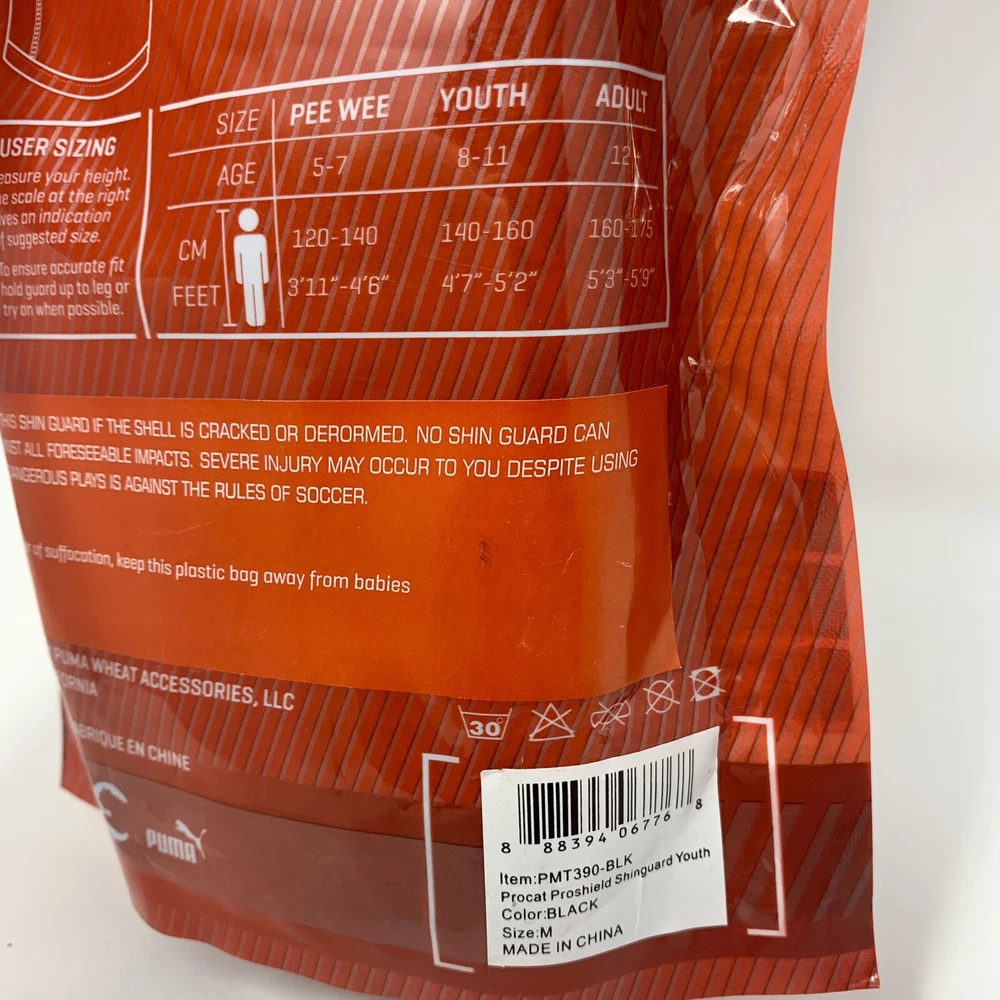 USER SIZING
easure your height.
e scale at the right
ves an indication
f suggested size.
To ensure accurate fit
hold guard up to leg or
try on when possible.
SIZE PEE WEE YOUTH ADULT
AGE 5-7 8-11 12+
CM 120-140 140-160 160-175
FEET 3'11"-4'6" 4'7"-5'2" 5'3"-5'9"
HIS SHIN GUARD IF THE SHELL IS CRACKED OR DERORMED. NO SHIN GUARD CAN
ST ALL FORESEEABLE IMPACTS. SEVERE INJURY MAY OCCUR TO YOU DESPITE USING
ANGEROUS PLAYS IS AGAINST THE RULES OF SOCCER.
r of suffocation, keep this plastic bag away from babies
PUMA WHEAT ACCESSORIES, LLC
ORNIA
BRIQUE EN CHINE
30°
PUMA
8 88394 06776 8
Item:PMT390-BLK
Procat Proshield Shinguard Youth
Color:BLACK
Size:M
MADE IN CHINA